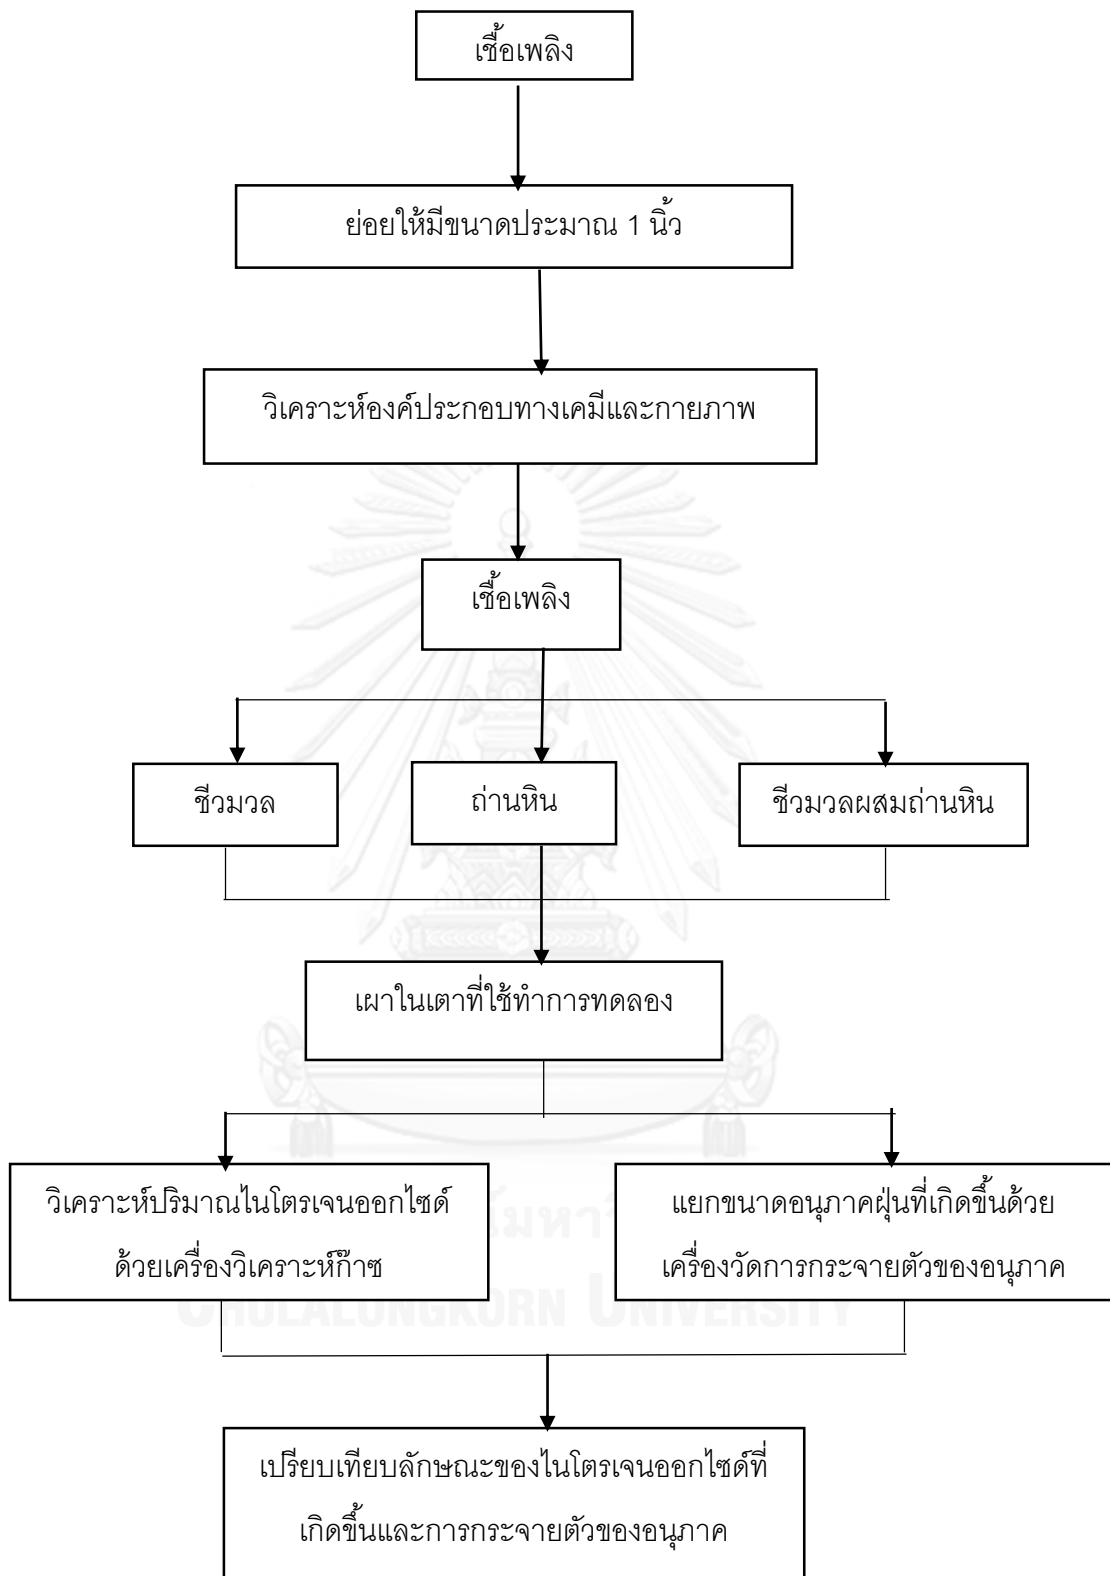 เชื้อเพลิง
ย่อยให้มีขนาดประมาณ 1 นิ้ว
วิเคราะห์องค์ประกอบทางเคมีและกายภาพ
เชื้อเพลิง
ชีวมวล
ถ่านหิน
ชีวมวลผสมถ่านหิน
เผาในเตาที่ใช้ทำการทดลอง
วิเคราะห์ปริมาณไนโตรเจนออกไซด์
ด้วยเครื่องวิเคราะห์ก๊าซ
แยกขนาดอนุภาคฝุ่นที่เกิดขึ้นด้วย
เครื่องวัดการกระจายตัวของอนุภาค
CHULALONGKORN UNIVERSITY
เปรียบเทียบลักษณะของไนโตรเจนออกไซด์ที่
เกิดขึ้นและการกระจายตัวของอนุภาค